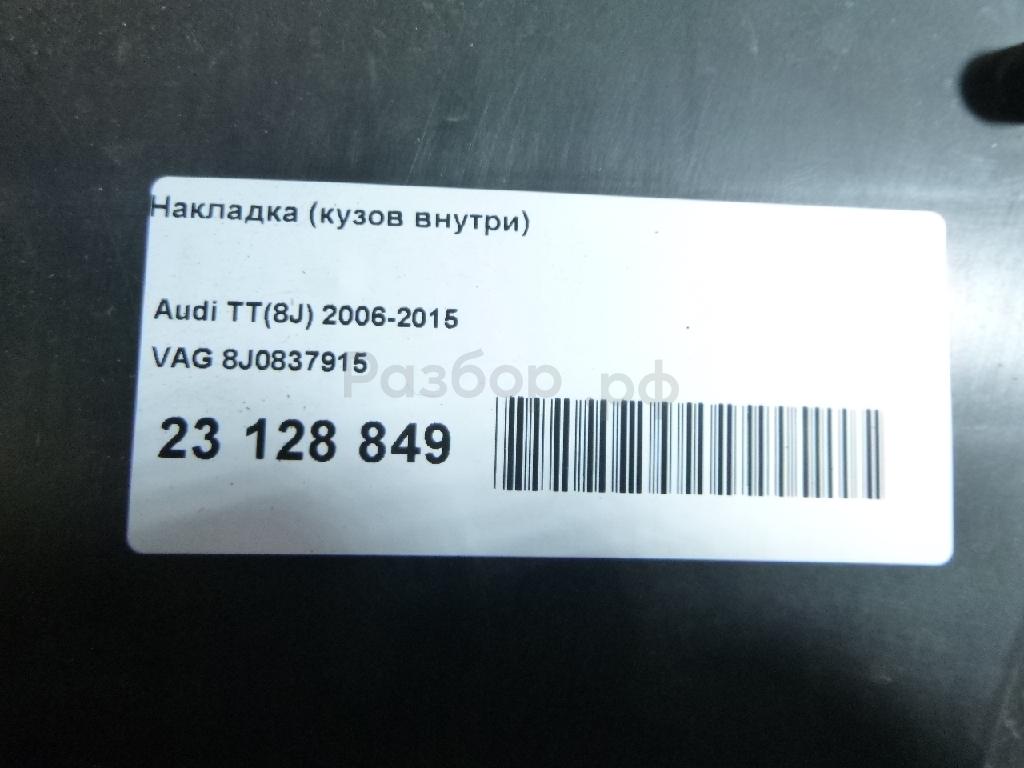 Накладка (кузов внутри)
Audi TT(8J) 2006-2015
VAG 8J0837915
Разбор рф
23 128 849